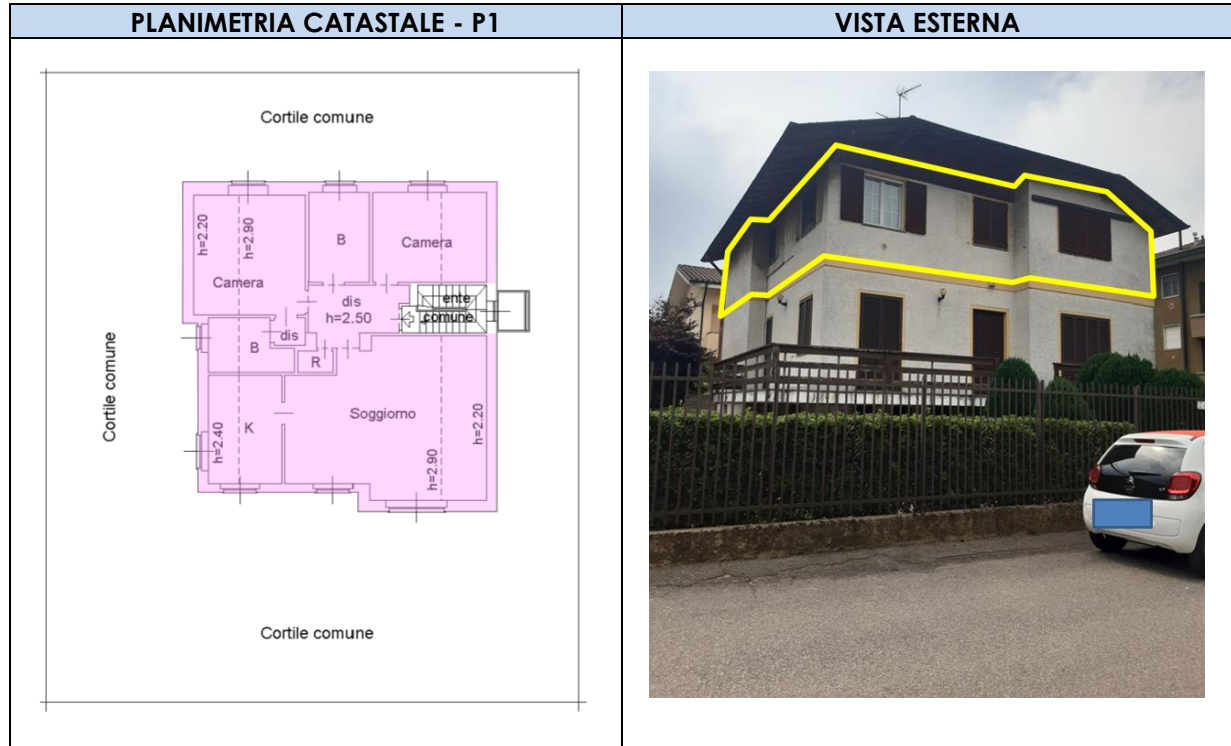 PLANIMETRIA CATASTALE - P1
VISTA ESTERNA
Cortile comune
h=2.20
h=2.90
Camera
B
Camera
dis
h=2.50
ente
comune
dis
B
R
Cortile comune
K
h=2.40
Soggiorno
h=2.90
h=2.20
Cortile comune